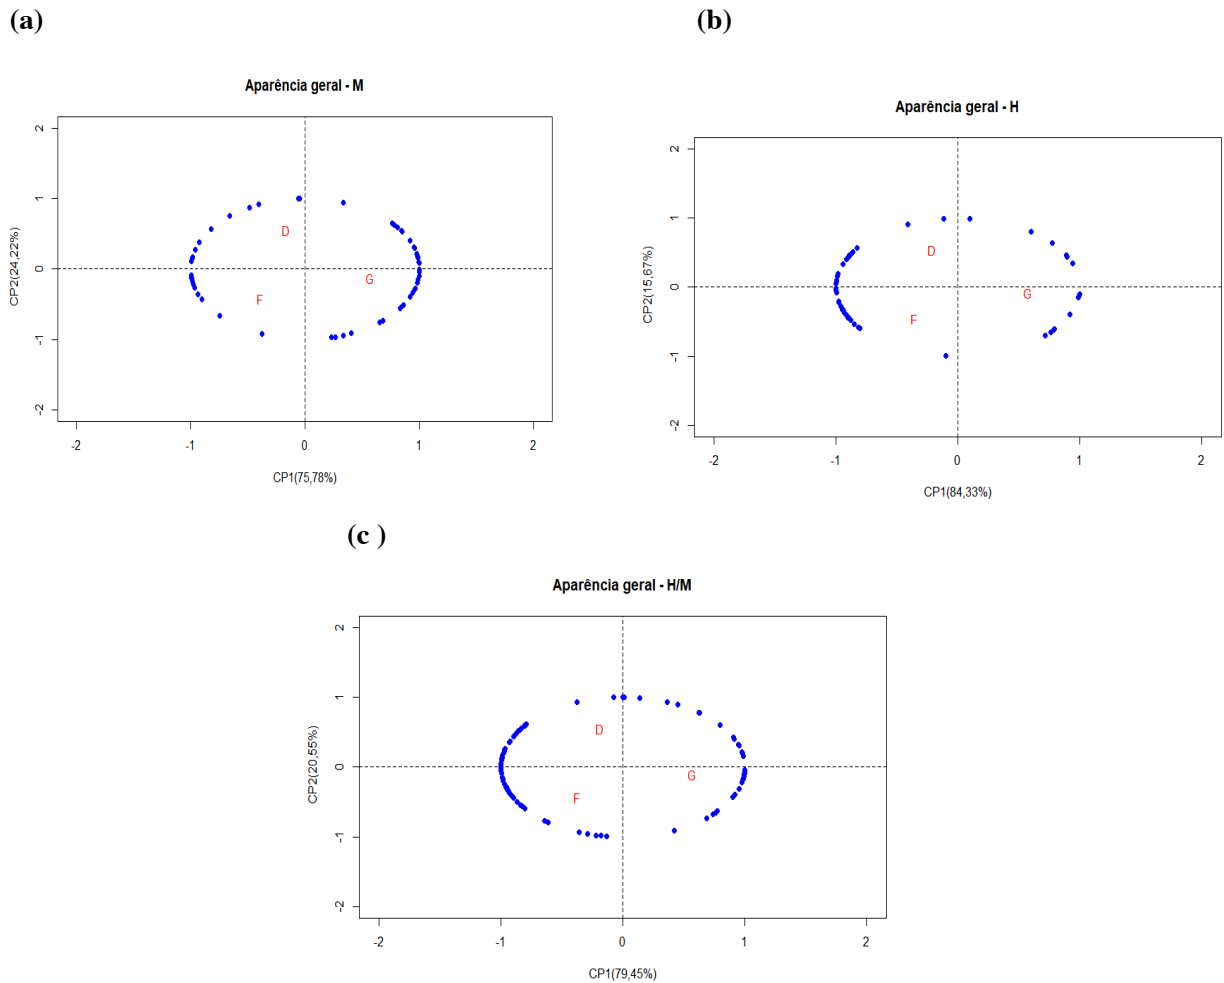 (a)
Aparência geral - M
2
1
0
-1
-2
CP2(24,22%)
D
G
F
-2 -1 0 1 2
CP1(75,78%)
(b)
Aparência geral - H
2
1
0
-1
-2
CP2(15,67%)
D
G
F
-2 -1 0 1 2
CP1(84,33%)
(c )
Aparência geral - H/M
2
1
0
-1
-2
CP2(20,55%)
D
G
F
-2 -1 0 1 2
CP1(79,45%)